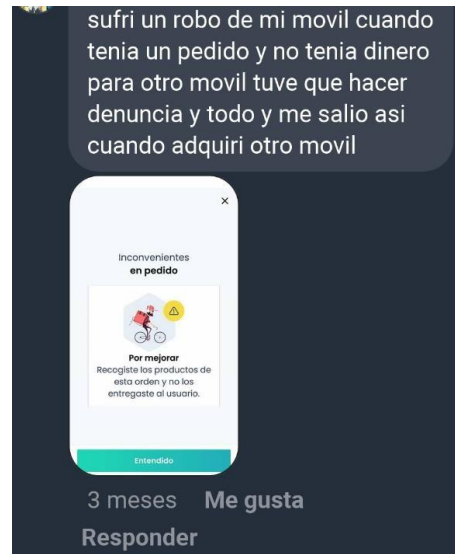 sufri un robo de mi movil cuando
tenia un pedido y no tenia dinero
para otro movil tuve que hacer
denuncia y todo y me salio asi
cuando adquiri otro movil
×
Inconvenientes
en pedido
Por mejorar
Recogiste los productos de
esta orden y no los
entregaste al usuario.
Entendido
3 meses Me gusta
Responder